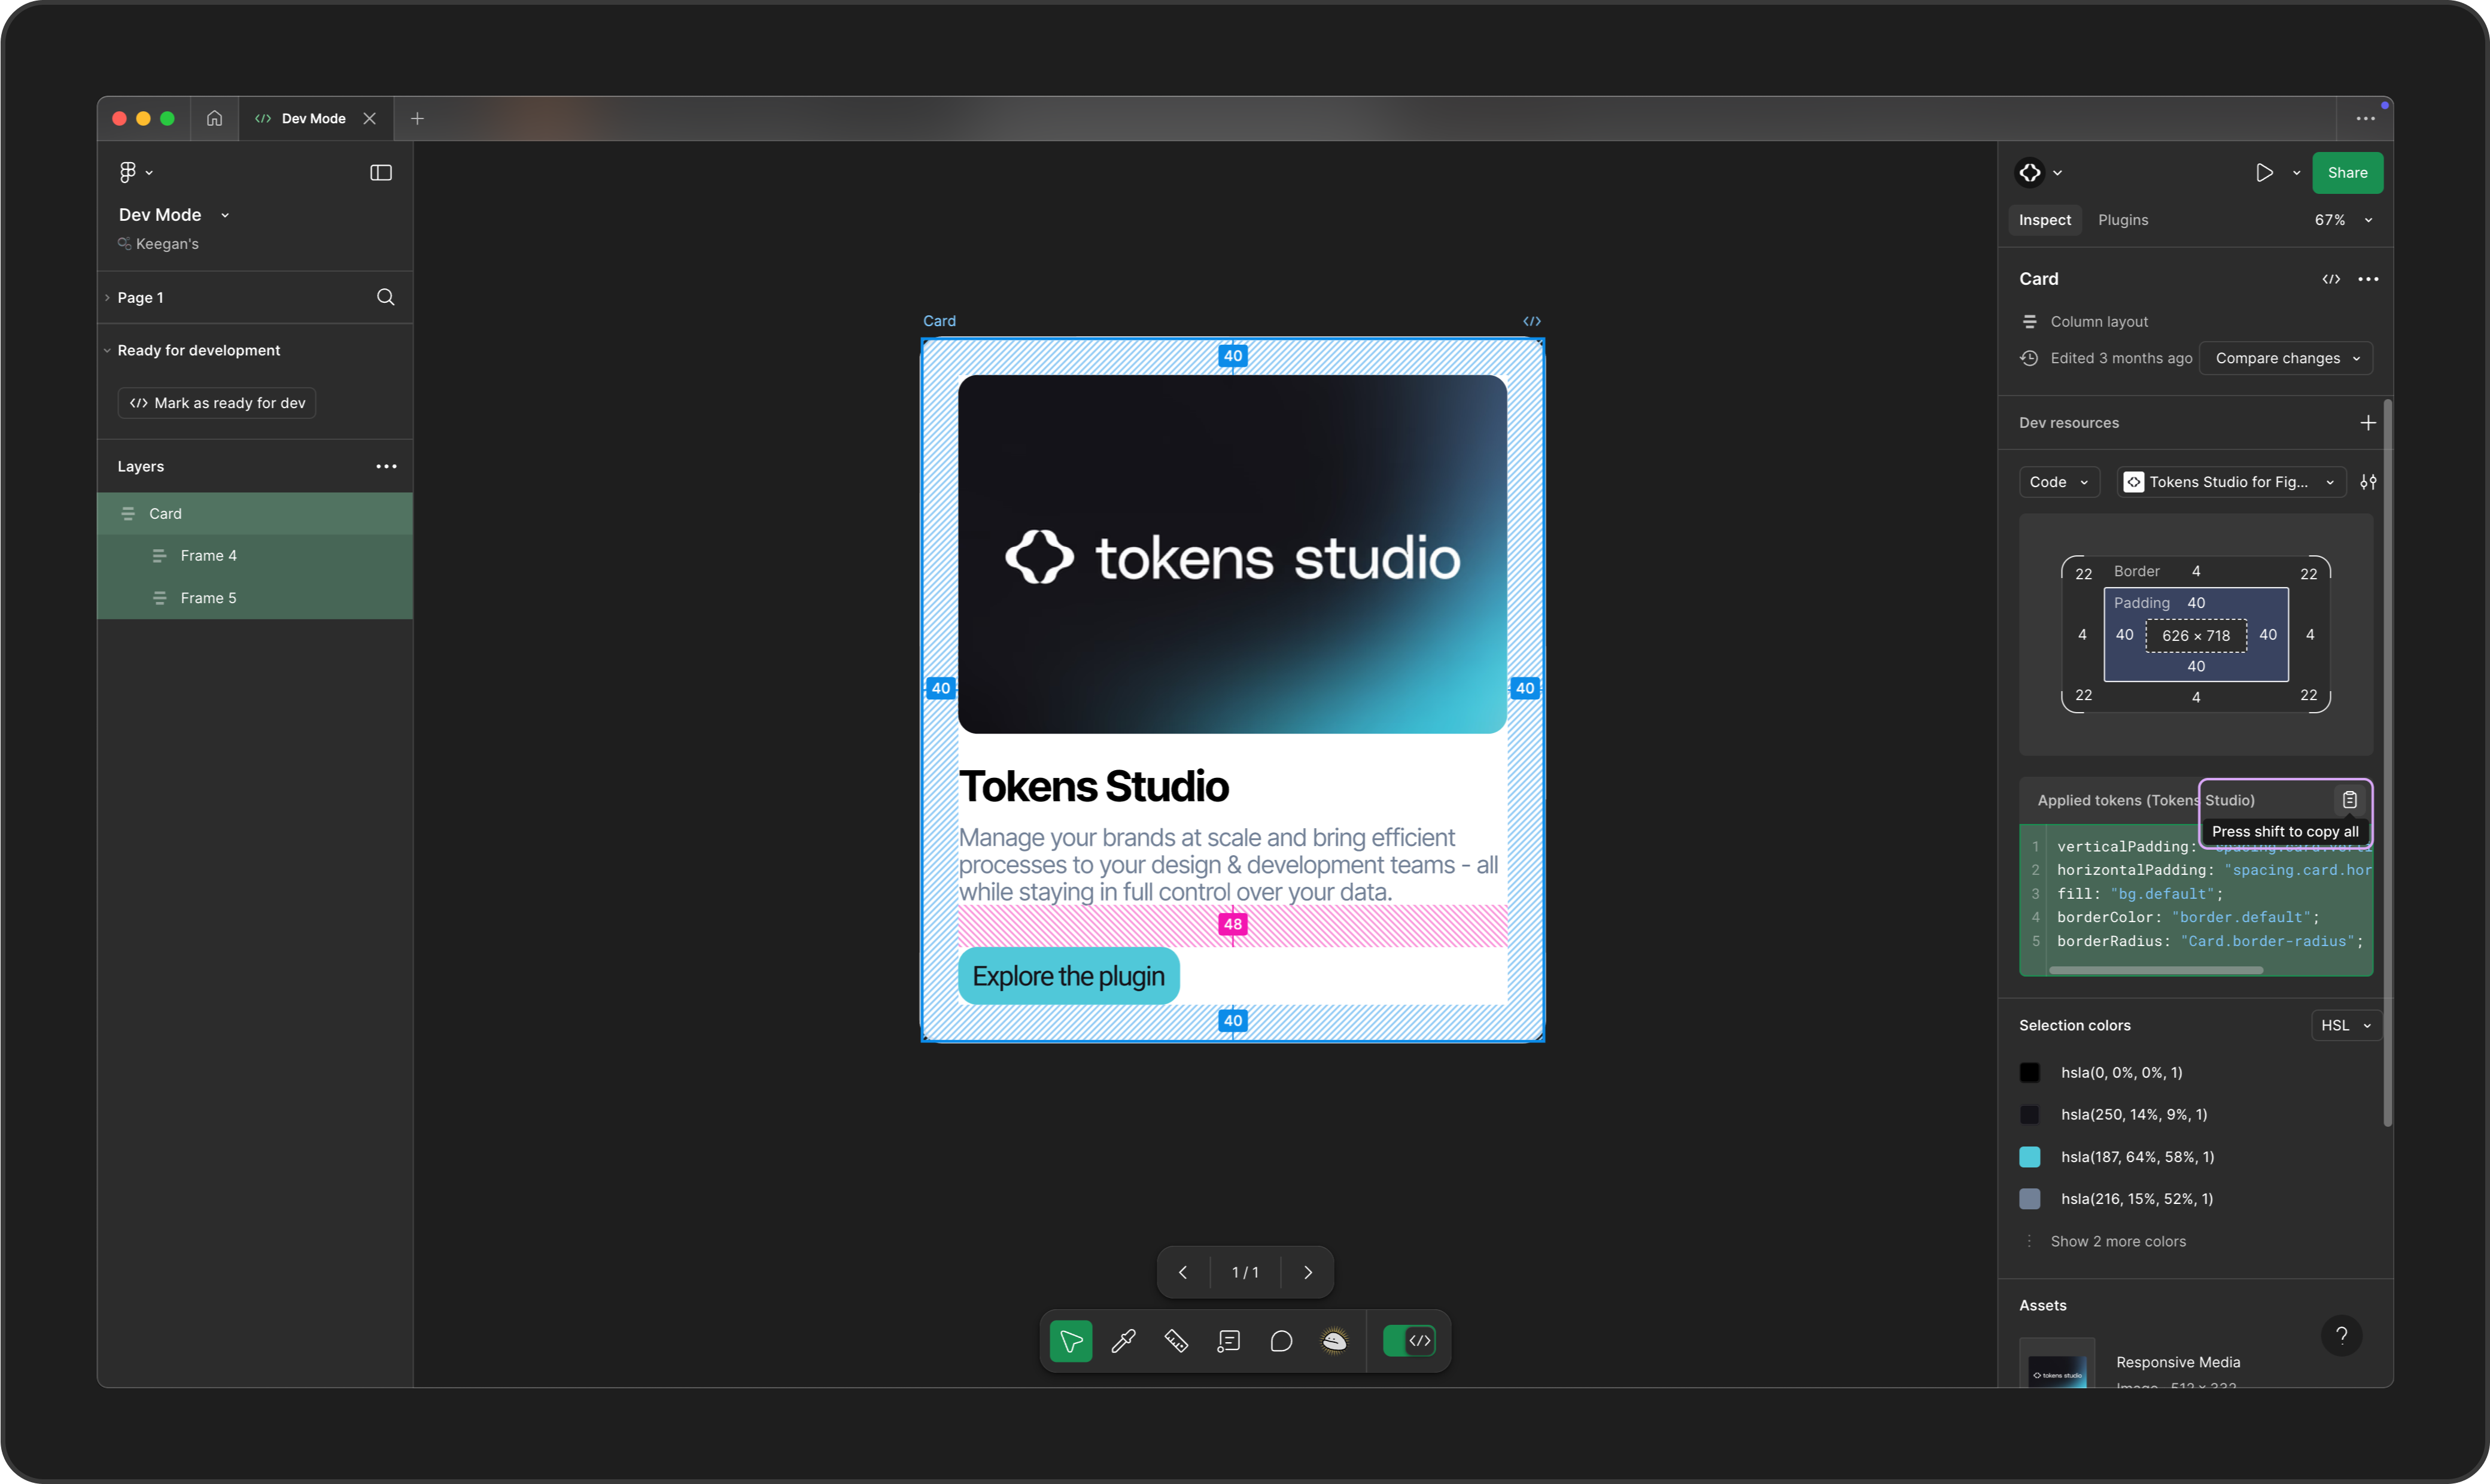 Dev Mode
Dev Mode
Keegan's
Page 1
Ready for development
</> Mark as ready for dev
Layers
Card
Frame 4
Frame 5
Card
</>
40
tokens studio
40
40
Tokens Studio
Manage your brands at scale and bring efficient
processes to your design & development teams - all
while staying in full control over your data.
48
Explore the plugin
40
1 / 1
Share
Inspect
Plugins
67%
Card
Column layout
Edited 3 months ago
Compare changes
Dev resources
Code
Tokens Studio for Fig...
22 Border 4 22
Padding 40
4 40 626 × 718 40 4
40
22 4 22
Applied tokens (Tokens Studio)
Press shift to copy all
1 verticalPadding: "spacing.card.verti
2 horizontalPadding: "spacing.card.hor
3 fill: "bg.default";
4 borderColor: "border.default";
5 borderRadius: "Card.border-radius";
Selection colors
HSL
hsla(0, 0%, 0%, 1)
hsla(250, 14%, 9%, 1)
hsla(187, 64%, 58%, 1)
hsla(216, 15%, 52%, 1)
Show 2 more colors
Assets
?
tokens studio
Responsive Media
Image · 512 × 332